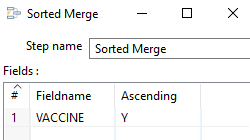 Sorted Merge
Step name Sorted Merge
Fields :
# Fieldname Ascending
1 VACCINE Y